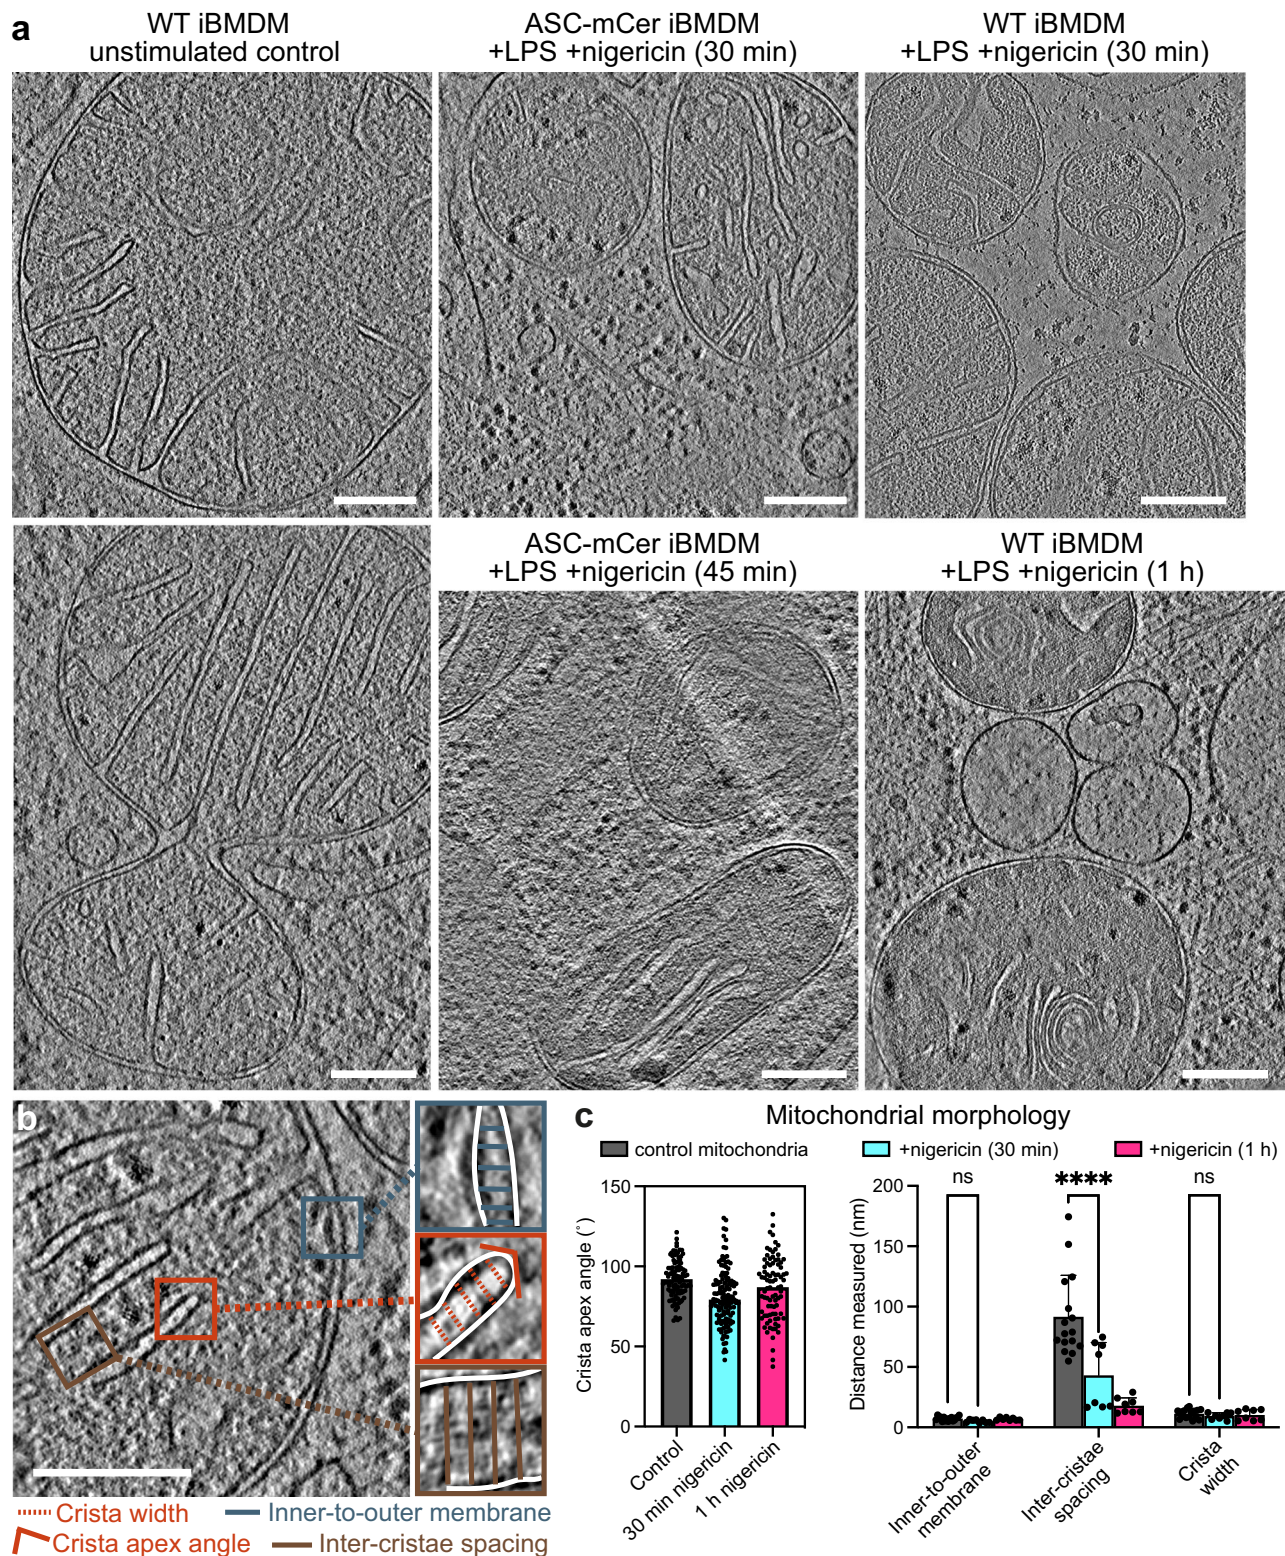 a
WT iBMDM
unstimulated control
ASC-mCer iBMDM
+LPS +nigericin (30 min)
WT iBMDM
+LPS +nigericin (30 min)
ASC-mCer iBMDM
+LPS +nigericin (45 min)
WT iBMDM
+LPS +nigericin (1 h)
b
Crista width
Inner-to-outer membrane
Crista apex angle
Inter-cristae spacing
c
Mitochondrial morphology
control mitochondria
+nigericin (30 min)
+nigericin (1 h)
150
100
50
0
Crista apex angle (°)
Control
30 min nigericin
1 h nigericin
ns
****
ns
200
150
100
50
0
Distance measured (nm)
Inner-to-outer
membrane
Inter-cristae
spacing
Crista
width